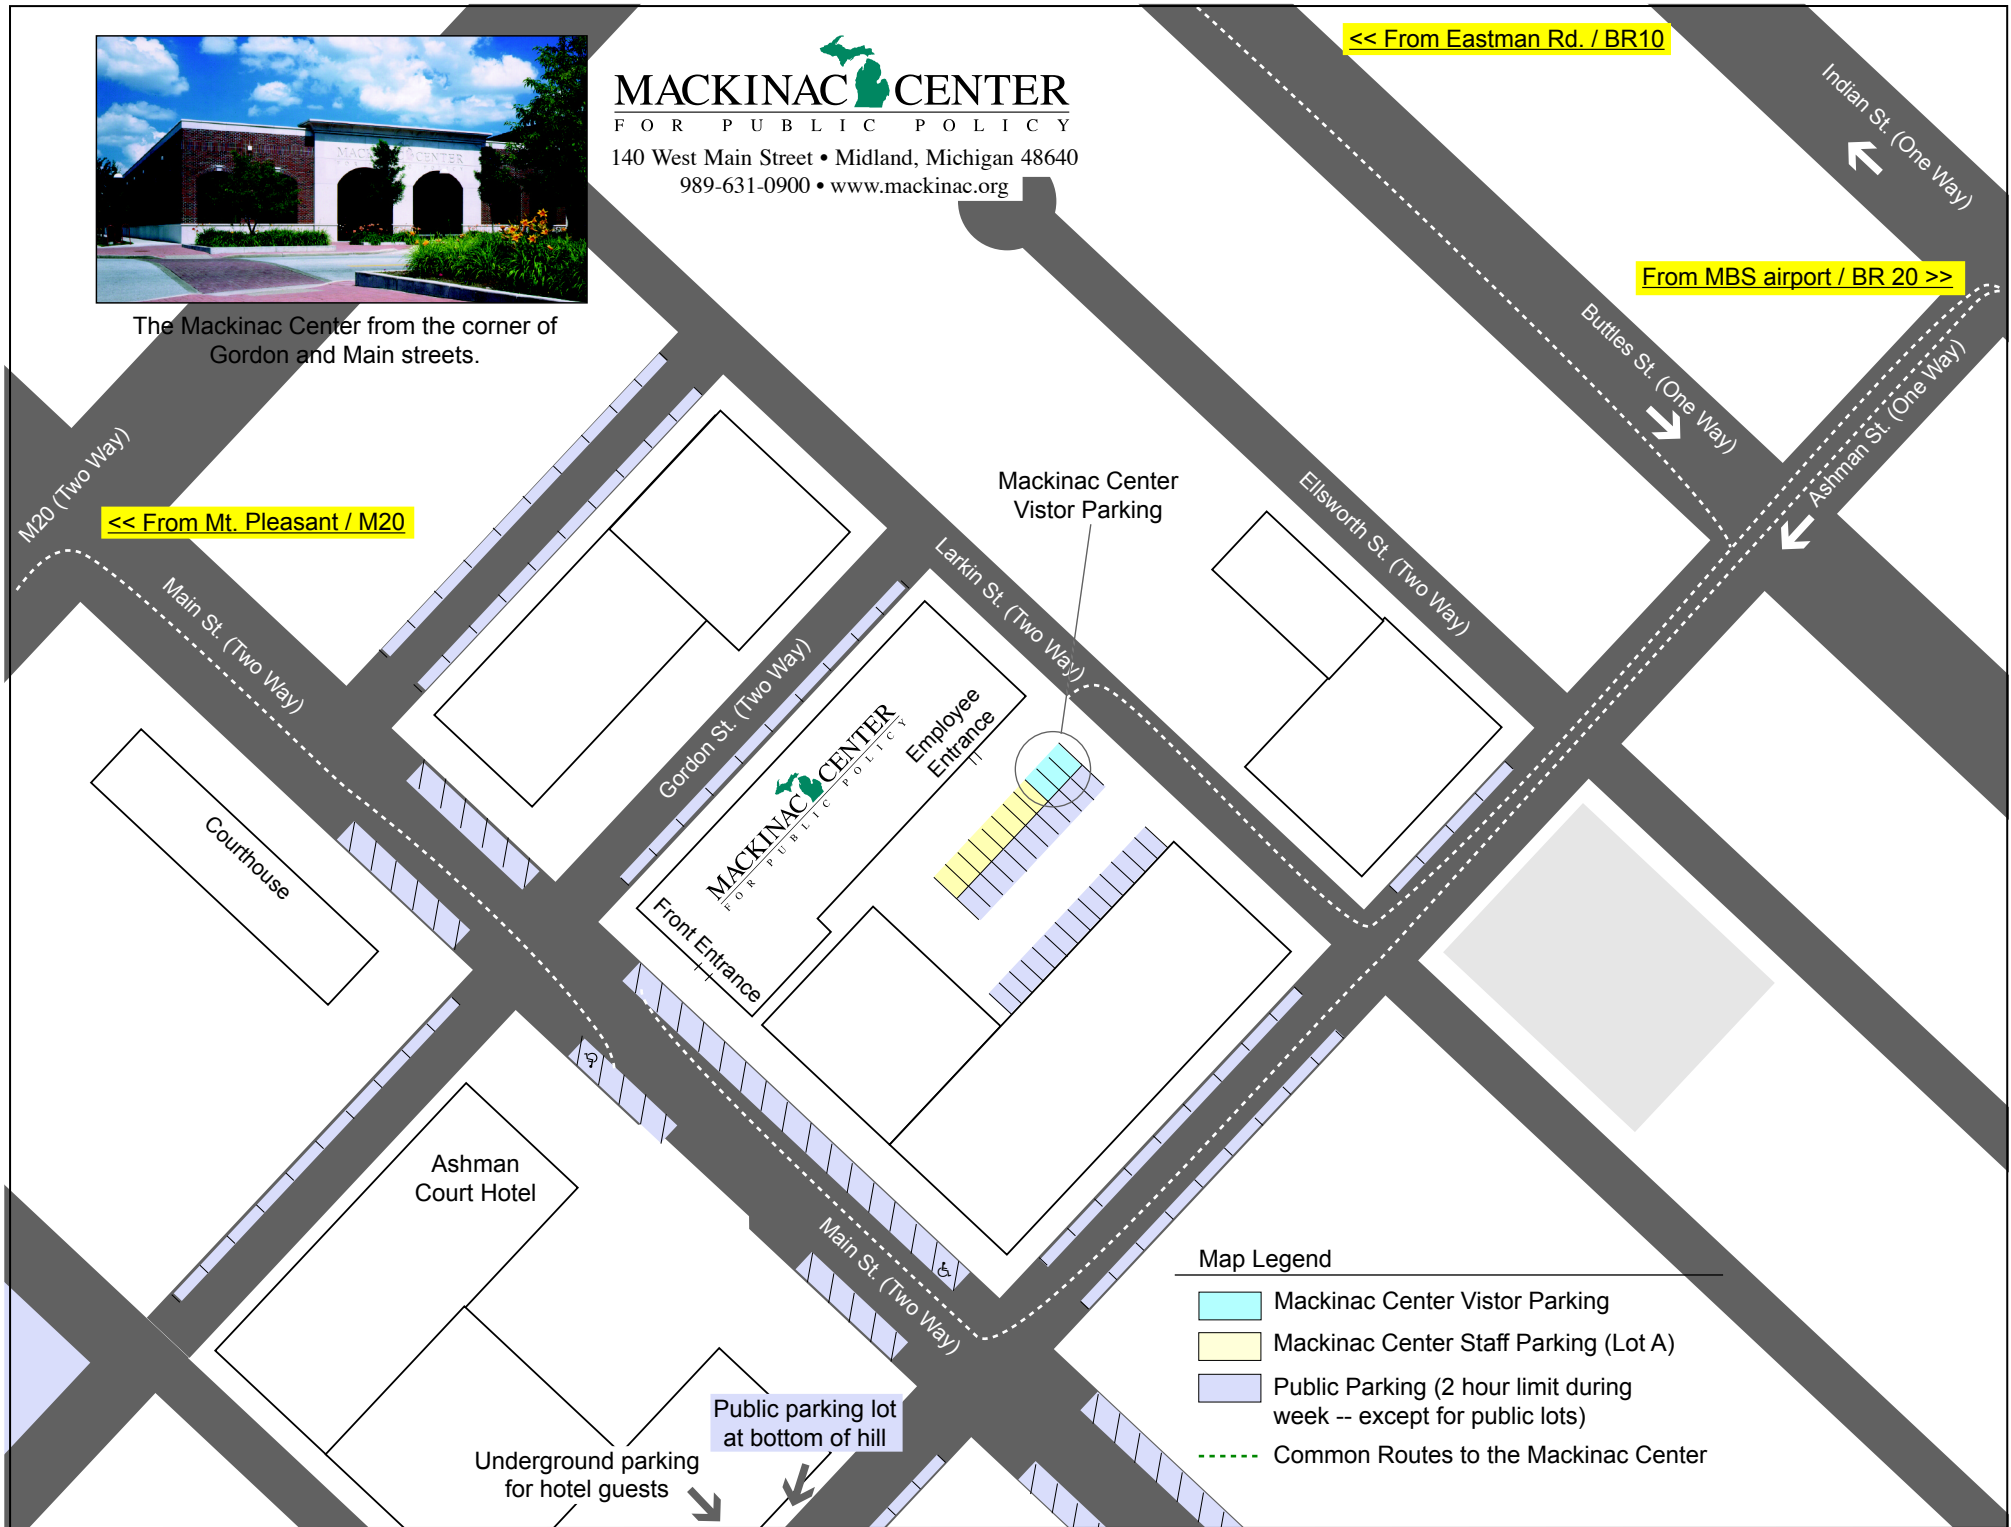 MACKINAC CENTER
FOR PUBLIC POLICY
140 West Main Street • Midland, Michigan 48640
989-631-0900 • www.mackinac.org
MACKINAC CENTER
The Mackinac Center from the corner of
Gordon and Main streets.
<< From Eastman Rd. / BR10
Indian St. (One Way)
From MBS airport / BR 20 >>
Buttles St. (One Way)
Ashman St. (One Way)
M20 (Two Way)
<< From Mt. Pleasant / M20
Main St. (Two Way)
Mackinac Center
Vistor Parking
Ellsworth St. (Two Way)
Larkin St. (Two Way)
Gordon St. (Two Way)
Employee
Entrance
MACKINAC CENTER
FOR PUBLIC POLICY
Front Entrance
Courthouse
Ashman
Court Hotel
Main St. (Two Way)
Public parking lot
at bottom of hill
Underground parking
for hotel guests
Map Legend
Mackinac Center Vistor Parking
Mackinac Center Staff Parking (Lot A)
Public Parking (2 hour limit during
week -- except for public lots)
Common Routes to the Mackinac Center